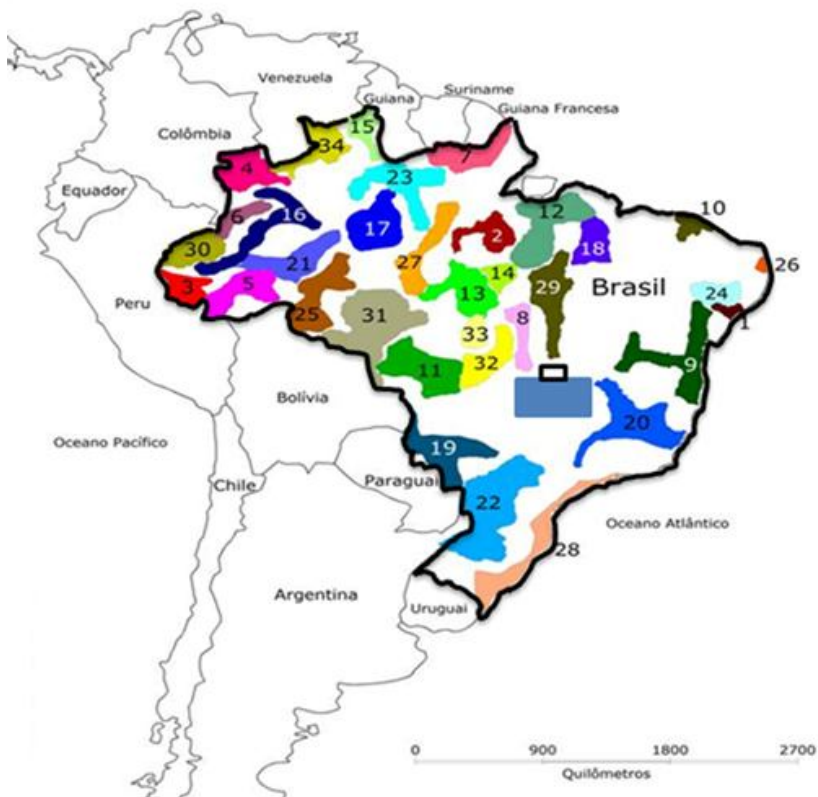 Venezuela
Suriname
Guiana
Guiana Francesa
Colômbia
15
34
7
4
23
Equador
6
16
12
10
17
2
18
30
21
27
14
29
Brasil
26
3
5
13
24
Peru
25
31
8
1
33
9
11
32
Bolívia
20
Oceano Pacífico
19
Paraguai
Chile
22
Oceano Atlântico
28
Argentina
Uruguai
0
900
1800
2700
Quilômetros